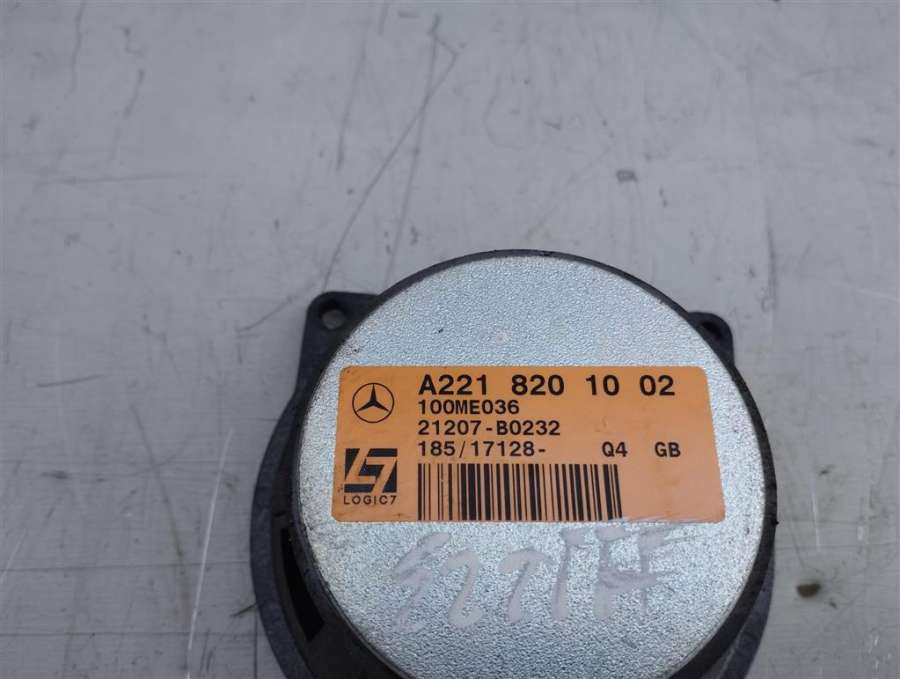 A221 820 10 02
100ME036
21207-B0232
185/17128- Q4 GB
LOGIC7